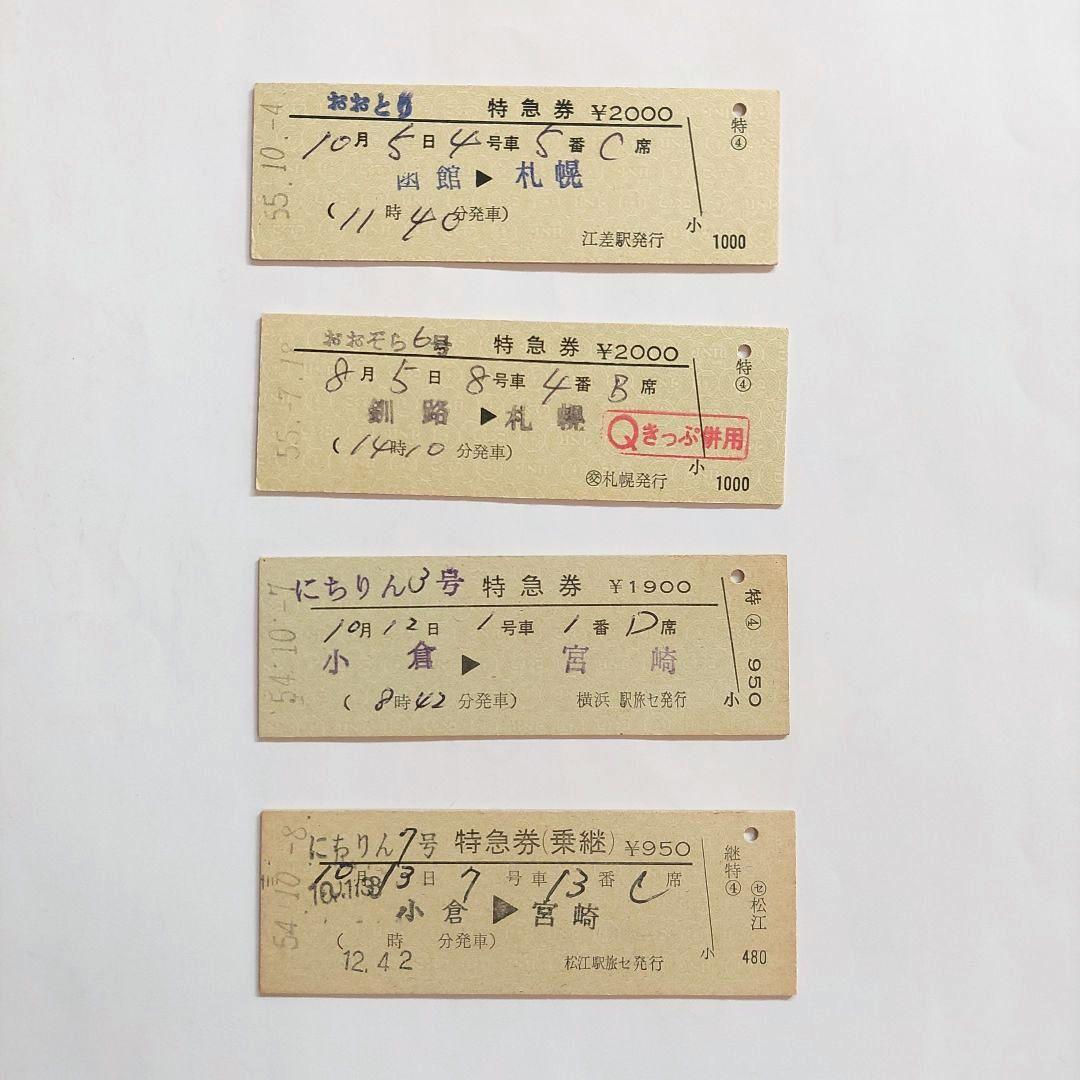 おおとり 特急券 ¥2000
10月5日4号車5番C席
函館▶札幌
(11時40分発車)
江差駅発行
55.10.-4
特④
小 1000
おおぞら6号 特急券 ¥2000
8月5日8号車4番B席
釧路▶札幌
Qきっぷ併用
(14時10分発車)
㊋札幌発行
55.-7.
特④
小 1000
にちりん3号 特急券 ¥1900
10月12日1号車1番D席
小倉▶宮崎
(8時42分発車) 横浜 駅旅セ発行
54.10.-7
特④ 950
小
にちりん7号 特急券(乗継) ¥950
10月13日7号車13番C席
小倉▶宮崎
(時 分発車)
12.42
松江駅旅セ発行
54.10.-8
継特④
㋝松江
小 480